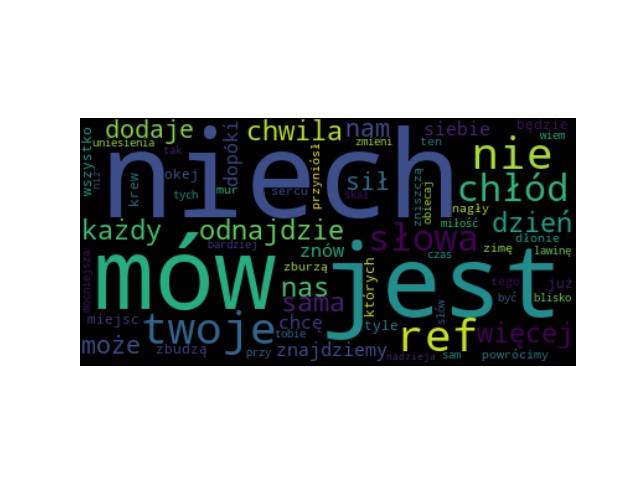 niech
jest
mów
ref
twoje
nie
słowa
chłód
więcej
każdy
odnajdzie
dodaje
chwila
nam
siebie
będzie
wiem
ten
zmieni
uniesienia
wszystko
niż
tak
okej
krew
tych
mur
sercu
dopóki
przyniósł
sił
skał
zniszczą
obiecaj
nagły
miłość
dzień
dłonie
lawinę
zimę
czas
znów
bardziej
zburzą
nas
sama
których
mocniejsza
miejsc
może
zbudzą
chcę
tobie
przy
tyle
znajdziemy
nadzieja
sam
powrócimy
słów
być
tego
już
blisko